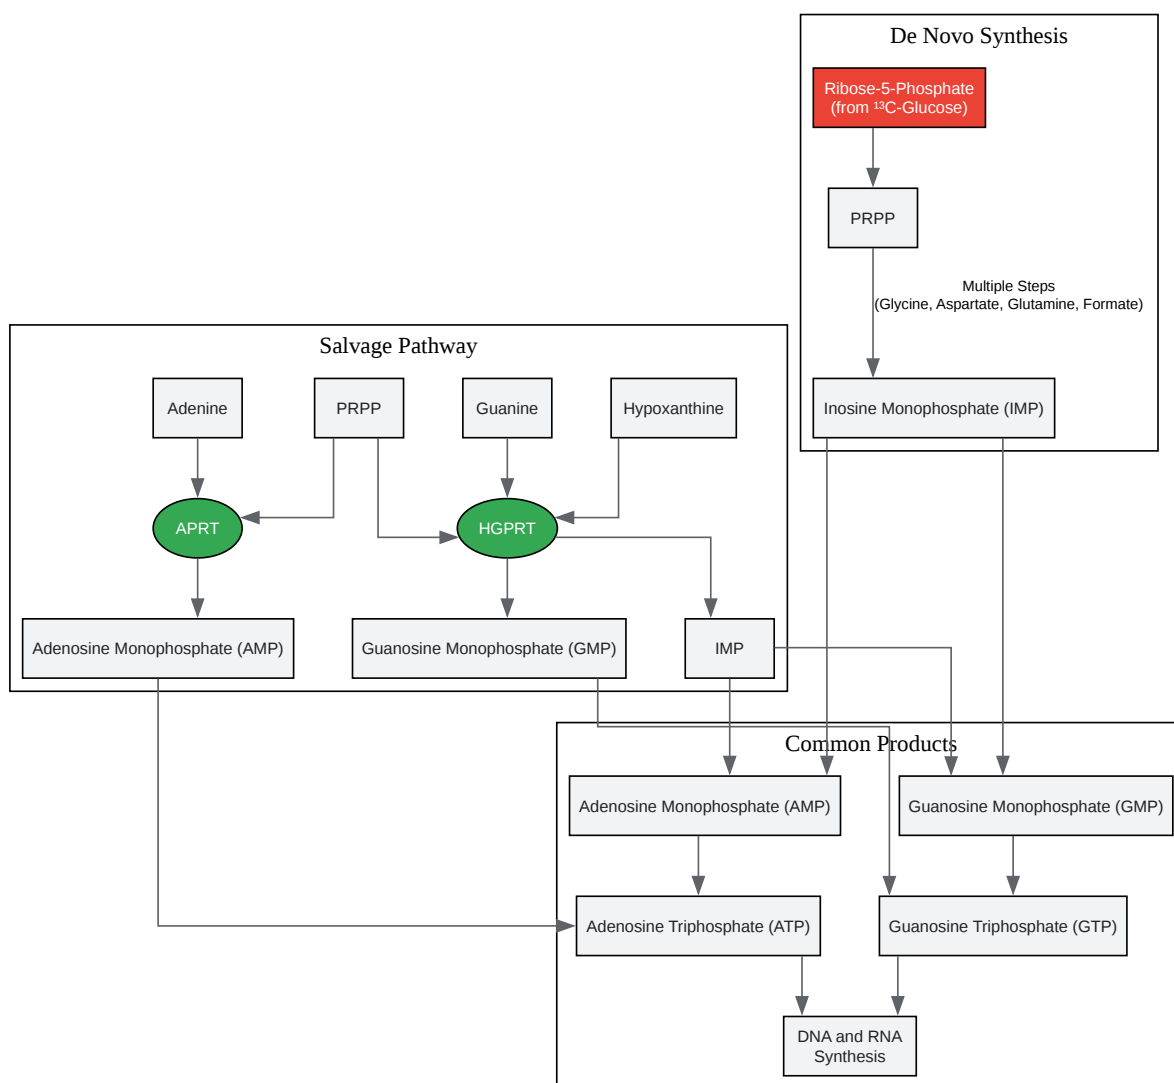 De Novo Synthesis
Ribose-5-Phosphate
(from ¹³C-Glucose)
PRPP
Multiple Steps
(Glycine, Aspartate, Glutamine, Formate)
Inosine Monophosphate (IMP)
Salvage Pathway
Adenine
PRPP
Guanine
Hypoxanthine
APRT
HGPRT
Adenosine Monophosphate (AMP)
Guanosine Monophosphate (GMP)
IMP
Common Products
Adenosine Monophosphate (AMP)
Guanosine Monophosphate (GMP)
Adenosine Triphosphate (ATP)
Guanosine Triphosphate (GTP)
DNA and RNA
Synthesis